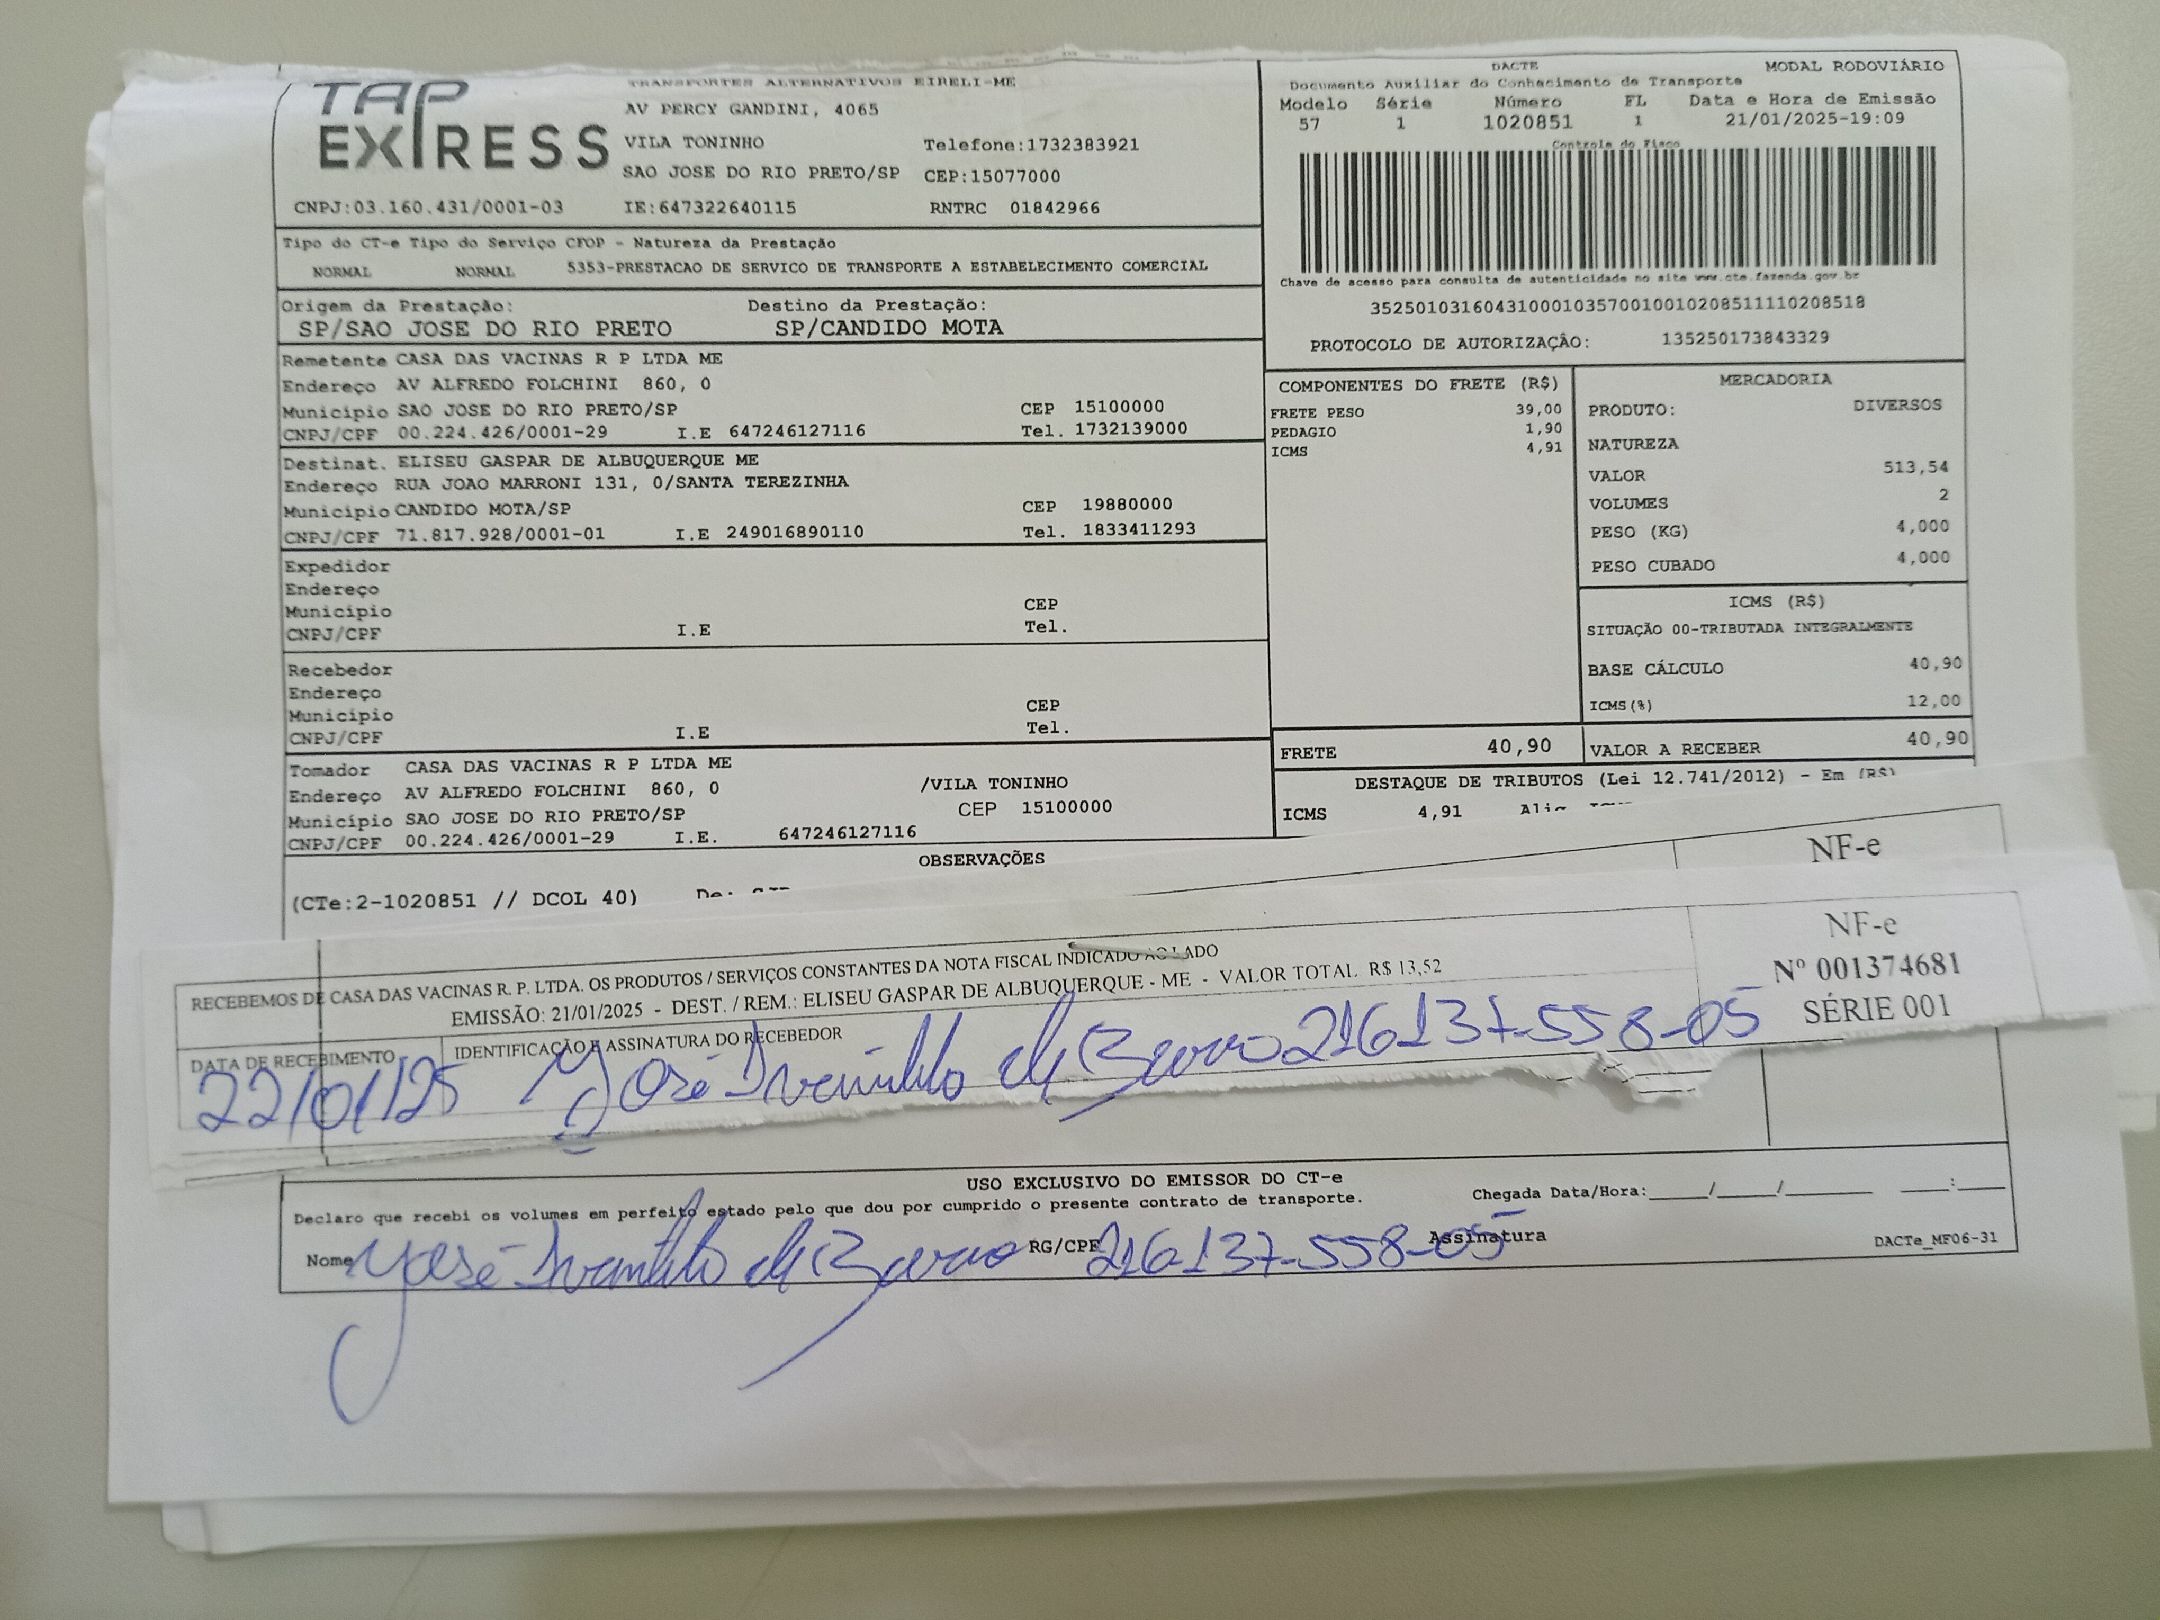 TAP EXPRESS
TRANSPORTES ALTERNATIVOS EIRELI-ME
AV PERCY GANDINI, 4065
VILA TONINHO Telefone:1732383921
SAO JOSE DO RIO PRETO/SP CEP:15077000
CNPJ:03.160.431/0001-03 IE:647322640115 RNTRC 01842966
DACTE MODAL RODOVIÁRIO
Documento Auxiliar do Conhecimento de Transporte
Modelo Série Número FL Data e Hora de Emissão
57 1 1020851 1 21/01/2025-19:09
Controle do Fisco
Chave de acesso para consulta de autenticidade no site www.cte.fazenda.gov.br
35250103160431000103570010010208511110208518
PROTOCOLO DE AUTORIZAÇÃO: 135250173843329
Tipo do CT-e Tipo do Serviço CFOP - Natureza da Prestação
NORMAL NORMAL 5353-PRESTACAO DE SERVICO DE TRANSPORTE A ESTABELECIMENTO COMERCIAL
Origem da Prestação: Destino da Prestação:
SP/SAO JOSE DO RIO PRETO SP/CANDIDO MOTA
Remetente CASA DAS VACINAS R P LTDA ME
Endereço AV ALFREDO FOLCHINI 860, 0
Município SAO JOSE DO RIO PRETO/SP CEP 15100000
CNPJ/CPF 00.224.426/0001-29 I.E 647246127116 Tel. 1732139000
Destinat. ELISEU GASPAR DE ALBUQUERQUE ME
Endereço RUA JOAO MARRONI 131, 0/SANTA TEREZINHA
Município CANDIDO MOTA/SP CEP 19880000
CNPJ/CPF 71.817.928/0001-01 I.E 249016890110 Tel. 1833411293
Expedidor
Endereço
Município CEP
CNPJ/CPF I.E Tel.
Recebedor
Endereço
Município CEP
CNPJ/CPF I.E Tel.
Tomador CASA DAS VACINAS R P LTDA ME
Endereço AV ALFREDO FOLCHINI 860, 0 /VILA TONINHO
Município SAO JOSE DO RIO PRETO/SP CEP 15100000
CNPJ/CPF 00.224.426/0001-29 I.E. 647246127116
COMPONENTES DO FRETE (R$)
FRETE PESO 39,00
PEDAGIO 1,90
ICMS 4,91
FRETE 40,90
MERCADORIA
PRODUTO: DIVERSOS
NATUREZA
VALOR 513,54
VOLUMES 2
PESO (KG) 4,000
PESO CUBADO 4,000
ICMS (R$)
SITUAÇÃO 00-TRIBUTADA INTEGRALMENTE
BASE CÁLCULO 40,90
ICMS(%) 12,00
VALOR A RECEBER 40,90
DESTAQUE DE TRIBUTOS (Lei 12.741/2012) - Em (R$)
ICMS 4,91
OBSERVAÇÕES
(CTe:2-1020851 // DCOL 40)
NF-e
RECEBEMOS DE CASA DAS VACINAS R. P. LTDA. OS PRODUTOS / SERVIÇOS CONSTANTES DA NOTA FISCAL INDICADO AO LADO
EMISSÃO: 21/01/2025 - DEST. / REM.: ELISEU GASPAR DE ALBUQUERQUE - ME - VALOR TOTAL R$ 13,52
NF-e
Nº 001374681
SÉRIE 001
DATA DE RECEBIMENTO IDENTIFICAÇÃO E ASSINATURA DO RECEBEDOR
22/01/25 José 216137-558-05
USO EXCLUSIVO DO EMISSOR DO CT-e
Declaro que recebi os volumes em perfeito estado pelo que dou por cumprido o presente contrato de transporte. Chegada Data/Hora:____/____/______ ___:___
Nome José RG/CPF 216137-558-05 Assinatura DACTe_MF06-31